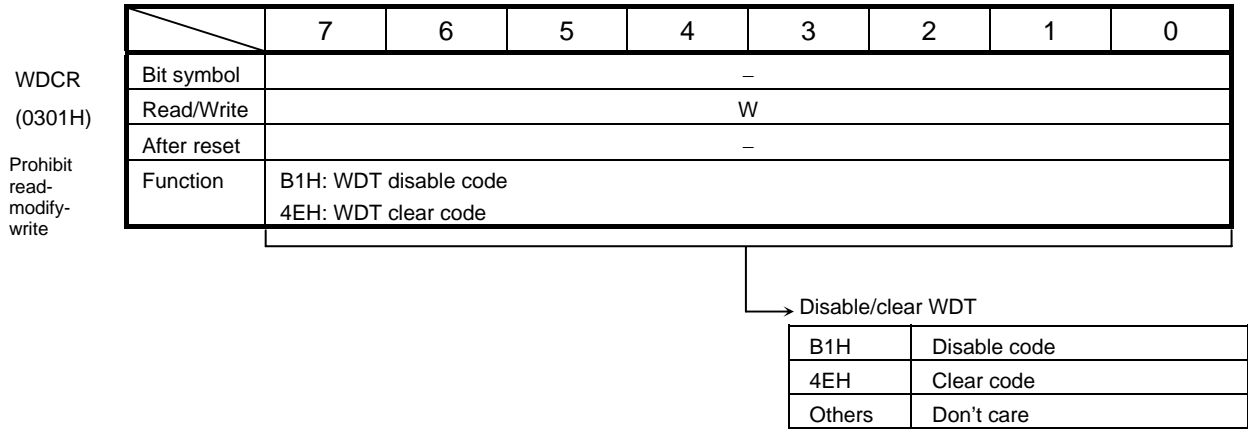 7 6 5 4 3 2 1 0
WDCR
(0301H)
Prohibit
read-
modify-
write
Bit symbol –
Read/Write W
After reset –
Function B1H: WDT disable code
4EH: WDT clear code
Disable/clear WDT
B1H Disable code
4EH Clear code
Others Don’t care